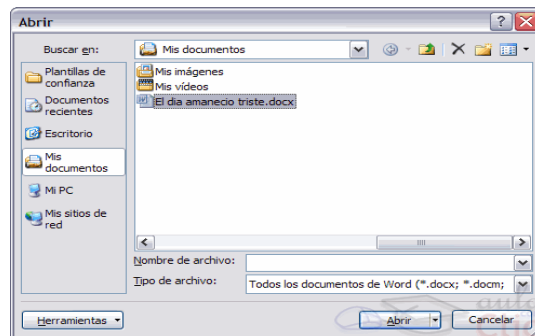 Abrir
Buscar en:
Mis documentos
Plantillas de
confianza
Documentos
recientes
Escritorio
Mis
documentos
Mi PC
Mis sitios de
red
Mis imágenes
Mis vídeos
El dia amanecio triste.docx
Nombre de archivo:
Tipo de archivo:
Todos los documentos de Word (*.docx; *.docm;
Herramientas
Abrir
Cancelar